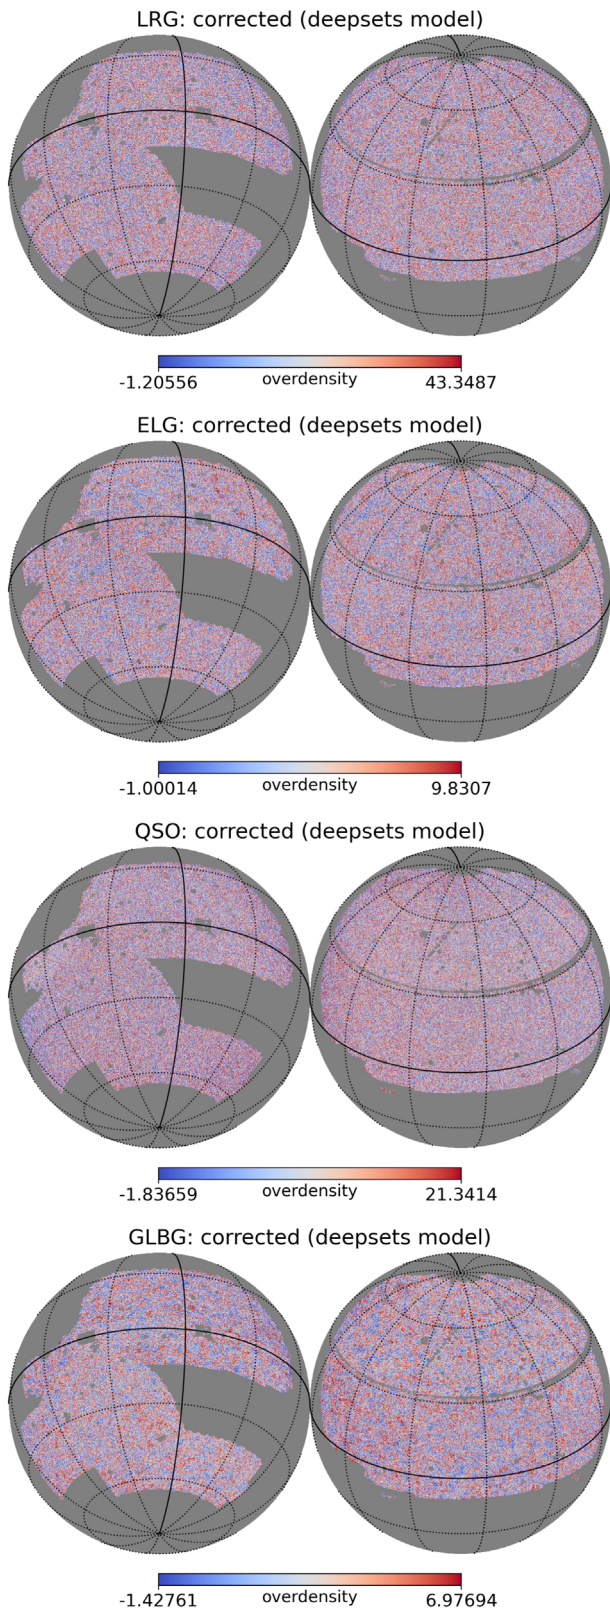 LRG: corrected (deepsets model)
-1.20556 overdensity 43.3487
ELG: corrected (deepsets model)
-1.00014 overdensity 9.8307
QSO: corrected (deepsets model)
-1.83659 overdensity 21.3414
GLBG: corrected (deepsets model)
-1.42761 overdensity 6.97694